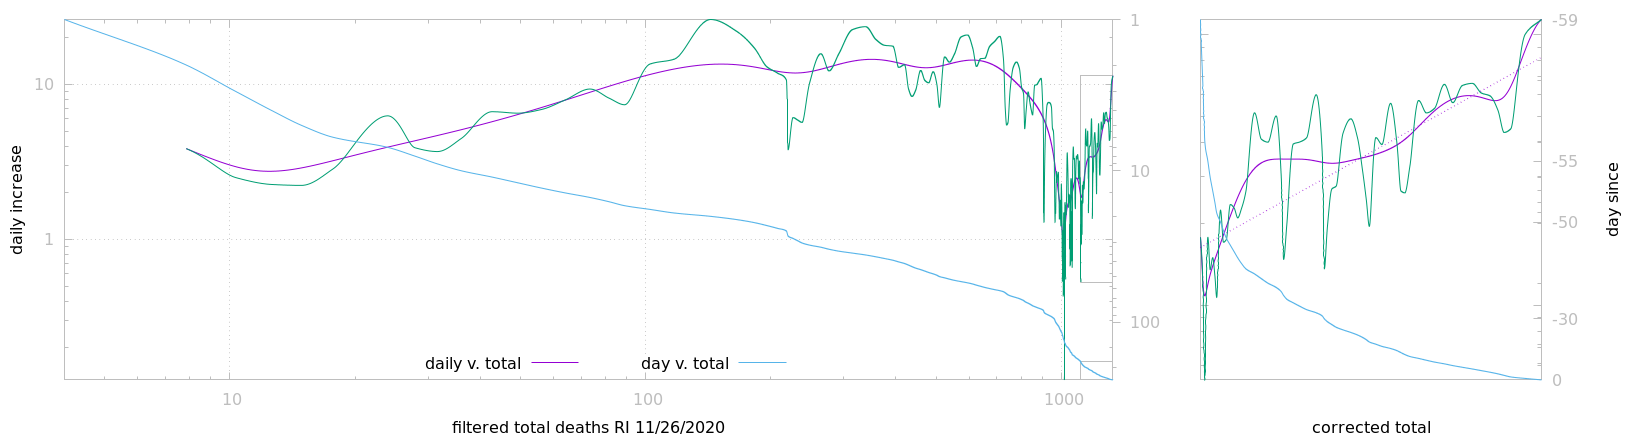 daily increase
10
1
daily v. total
day v. total
10
100
1000
filtered total deaths RI 11/26/2020
1
10
100
-59
-55
-50
-30
0
day since
corrected total